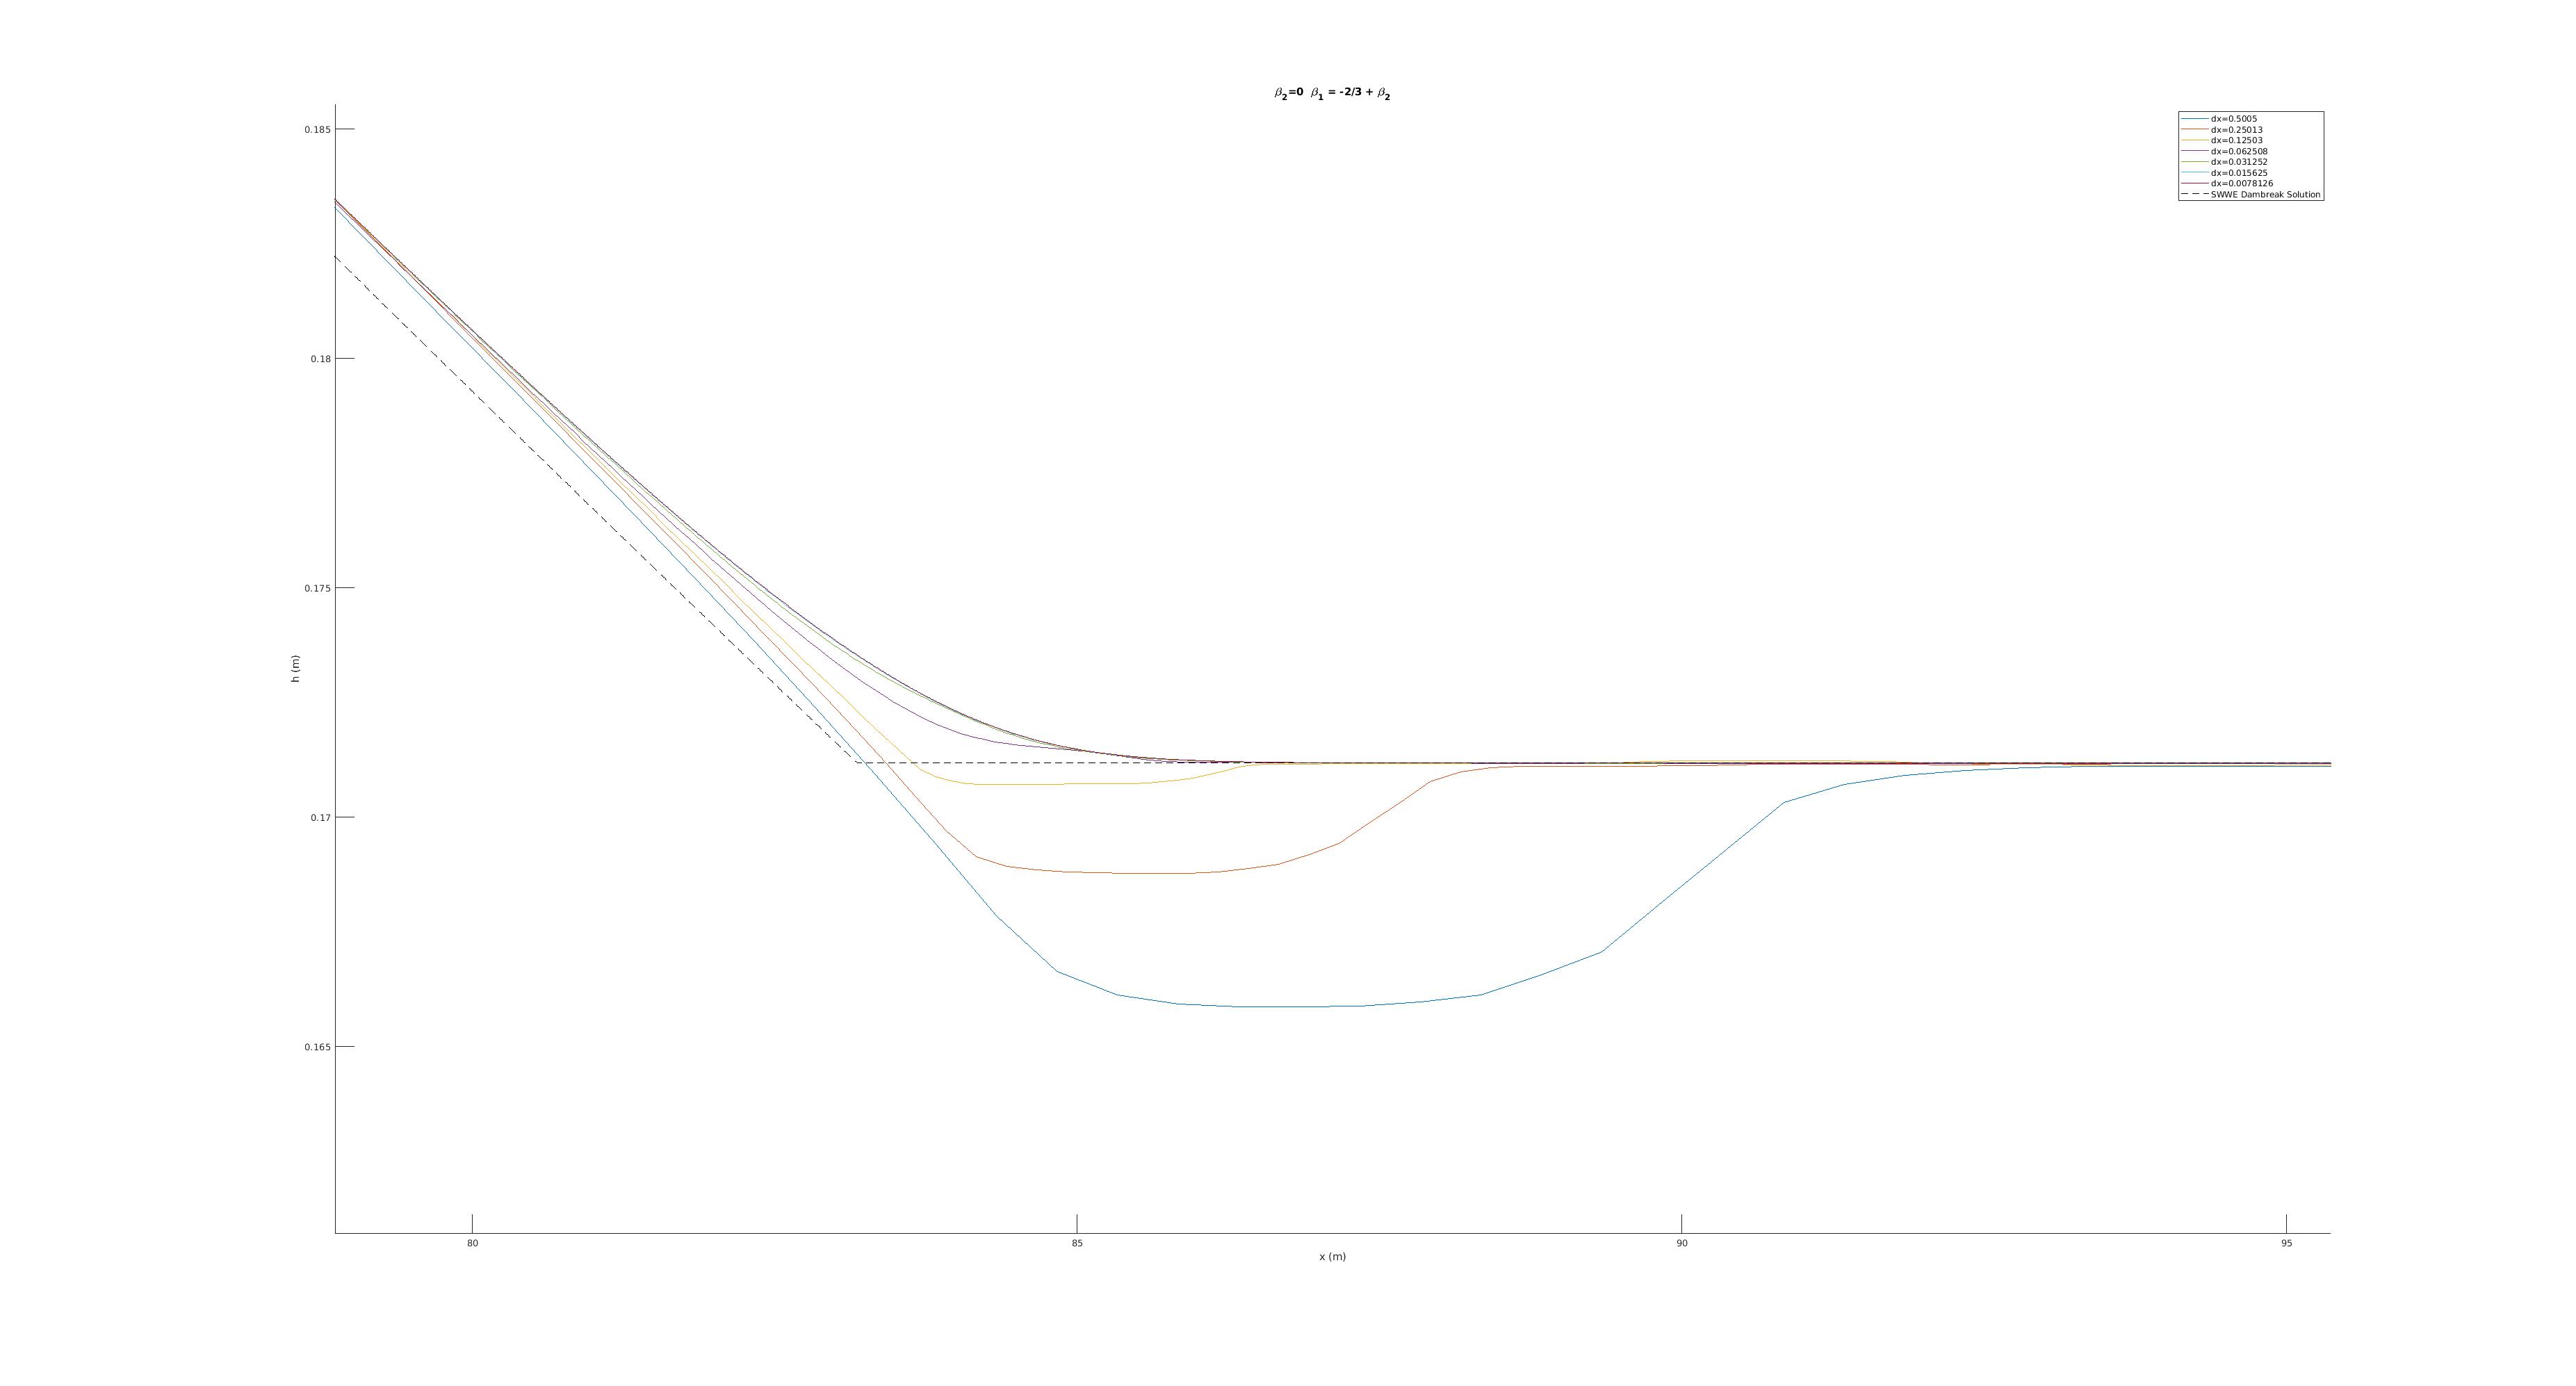 β2=0 β1 = -2/3 + β2
dx=0.5005
dx=0.25013
dx=0.12503
dx=0.062508
dx=0.031252
dx=0.015625
dx=0.0078126
SWWE Dambreak Solution
0.185
0.18
0.175
0.17
0.165
h (m)
80
85
90
95
x (m)